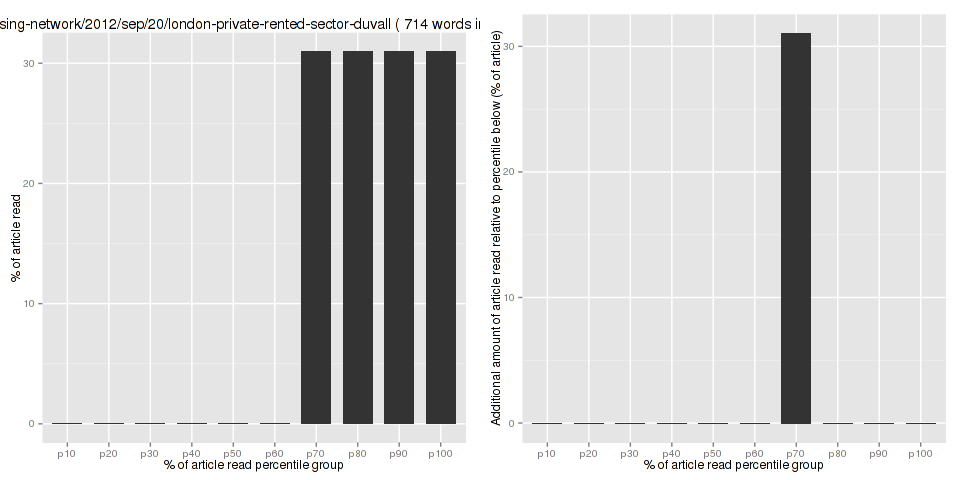 sing-network/2012/sep/20/london-private-rented-sector-duvall ( 714 words in
% of article read
30
20
10
0
p10 p20 p30 p40 p50 p60 p70 p80 p90 p100
% of article read percentile group
Additional amount of article read relative to percentile below (% of article)
30
20
10
0
p10 p20 p30 p40 p50 p60 p70 p80 p90 p100
% of article read percentile group